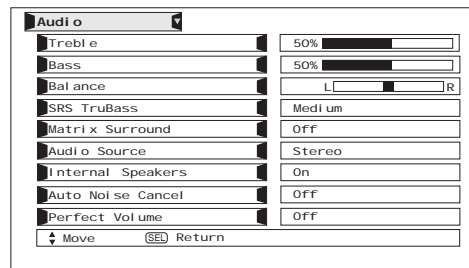 Audio
Treble 50%
Bass 50%
Balance L R
SRS TruBass Medium
Matrix Surround Off
Audio Source Stereo
Internal Speakers On
Auto Noise Cancel Off
Perfect Volume Off
Move SEL Return